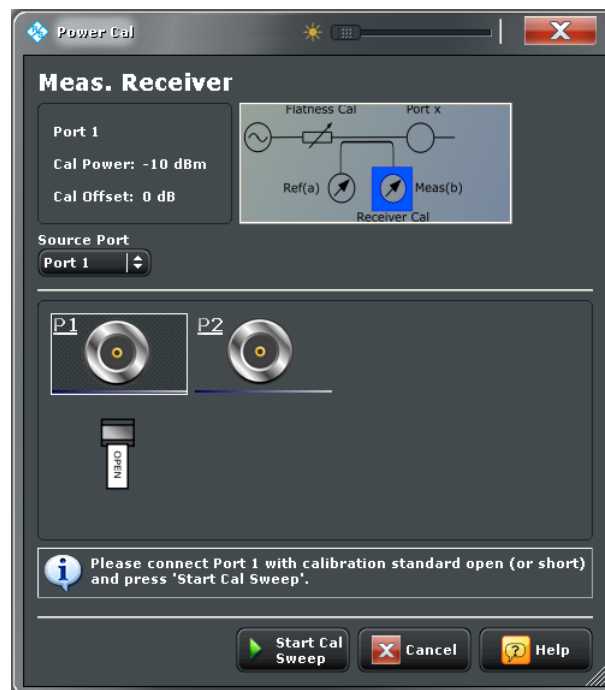 Power Cal
Meas. Receiver
Port 1
Cal Power: -10 dBm
Cal Offset: 0 dB
Flatness Cal
Port x
Ref(a)
Meas(b)
Receiver Cal
Source Port
Port 1
P1
P2
OPEN
Please connect Port 1 with calibration standard open (or short)
and press 'Start Cal Sweep'.
Start Cal
Sweep
Cancel
Help